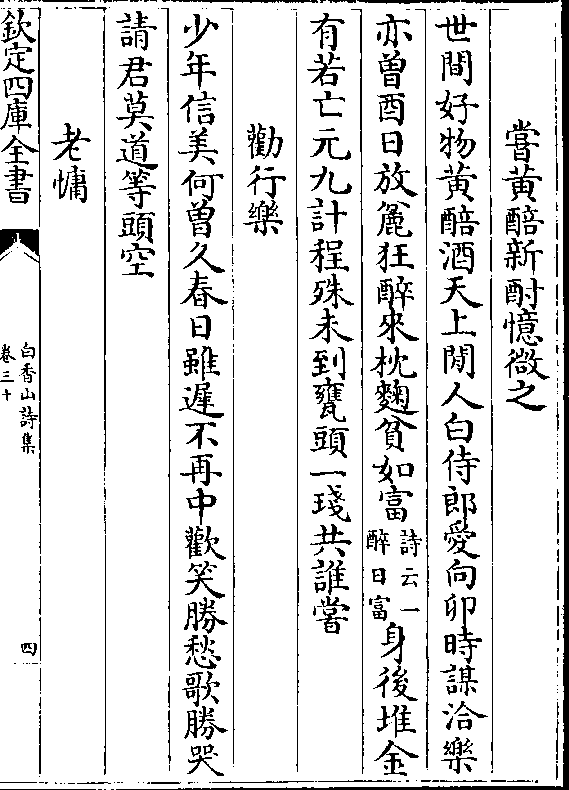 嘗黃醅新酎憶微之
世間好物黃醅酒天上閒人白侍郎愛向卯時謀洽樂
亦曾酉日放麄狂醉來枕麴貧如富詩云一醉日富身後堆金
有若亡元九計程殊未到甕頭一琖共誰嘗
勸行樂
少年信美何曾久春日雖遲不再中歡笑勝愁歌勝哭
請君莫道等頭空
老慵
欽定四庫全書
白香山詩集
卷三十
四